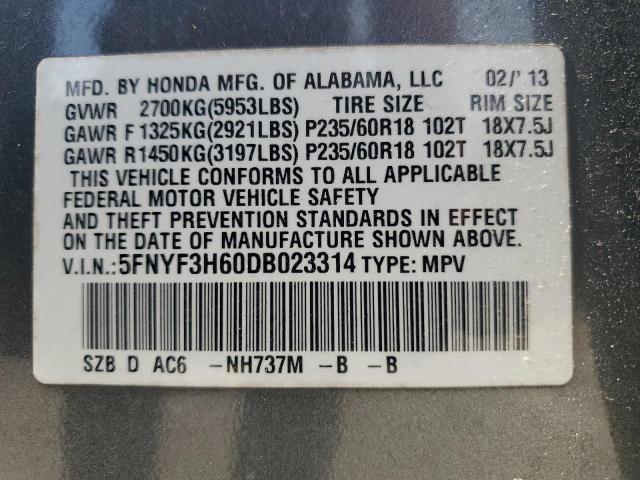 MFD. BY HONDA MFG. OF ALABAMA, LLC 02/'13
GVWR 2700KG(5953LBS) TIRE SIZE RIM SIZE
GAWR F 1325KG(2921LBS) P235/60R18 102T 18X7.5J
GAWR R1450KG(3197LBS) P235/60R18 102T 18X7.5J
THIS VEHICLE CONFORMS TO ALL APPLICABLE
FEDERAL MOTOR VEHICLE SAFETY
AND THEFT PREVENTION STANDARDS IN EFFECT
ON THE DATE OF MANUFACTURE SHOWN ABOVE.
V.I.N.:5FNYF3H60DB023314 TYPE: MPV
SZB D AC6 -NH737M -B -B